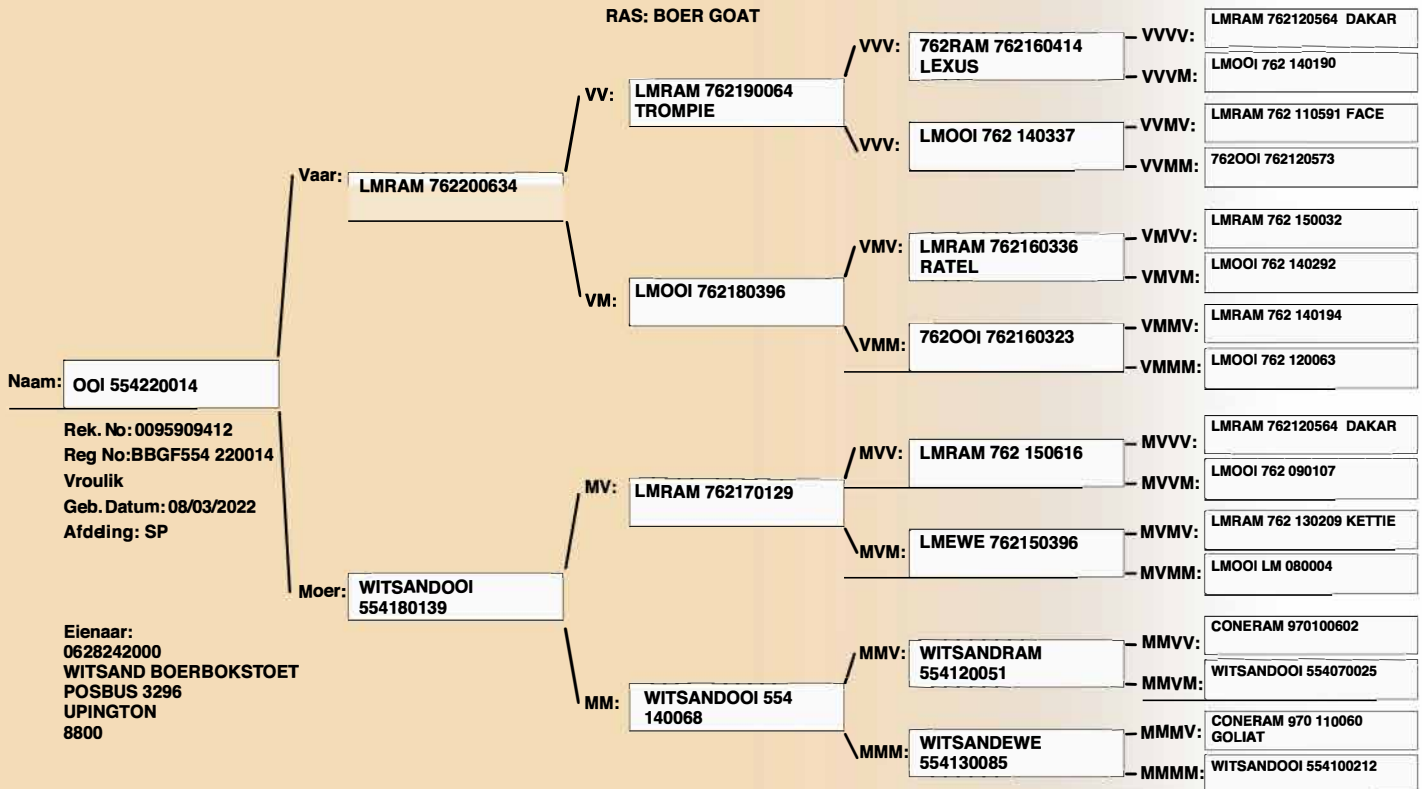 RAS: BOER GOAT
Naam: OOI 554220014
Rek. No: 0095909412
Reg No:BBGF554 220014
Vroulik
Geb. Datum: 08/03/2022
Afdeling: SP
Eienaar:
0628242000
WITSAND BOERBOKSTOET
POSBUS 3296
UPINGTON
8800
Vaar: LMRAM 762200634
Moer: WITSANDOOI
554180139
VV: LMRAM 762190064
TROMPIE
VM: LMOOI 762180396
MV: LMRAM 762170129
MM: WITSANDOOI 554
140068
VVV: 762RAM 762160414
LEXUS
VVV: LMOOI 762 140337
VMV: LMRAM 762160336
RATEL
VMM: 762OOI 762160323
MVV: LMRAM 762 150616
MVM: LMEWE 762150396
MMV: WITSANDRAM
554120051
MMM: WITSANDEWE
554130085
VVVV: LMRAM 762120564 DAKAR
VVVM: LMOOI 762 140190
VVMV: LMRAM 762 110591 FACE
VVMM: 762OOI 762120573
VMVV: LMRAM 762 150032
VMVM: LMOOI 762 140292
VMMV: LMRAM 762 140194
VMMM: LMOOI 762 120063
MVVV: LMRAM 762120564 DAKAR
MVVM: LMOOI 762 090107
MVMV: LMRAM 762 130209 KETTIE
MVMM: LMOOI LM 080004
MMVV: CONERAM 970100602
MMVM: WITSANDOOI 554070025
MMMV: CONERAM 970 110060
GOLIAT
MMMM: WITSANDOOI 554100212